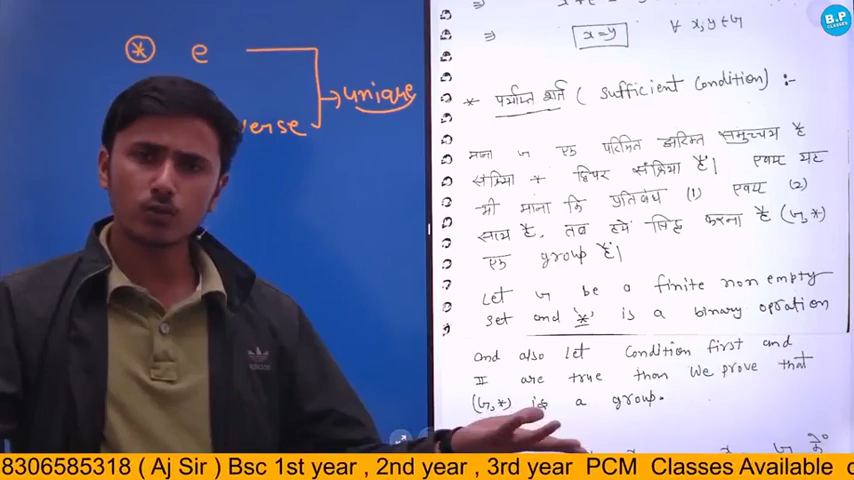 * e
unique
verse
B.P
CLASSES
⇒
⇒ x=y ∀ x,y ∈ G
* पर्याप्त शर्त ( Sufficient Condition) :-
माना G एक परिमित अरिक्त समुच्चय है
संक्रिया * द्विचर संक्रिया है। एवम यह
भी माना कि प्रतिबंध (1) एवम (2)
सत्य है, तब हमें सिद्ध करना है (G,*)
एक group है।
Let G be a finite non empty
set and '*' is a binary opration
and also let Condition first and
II are true than We prove that
(G,*) is a group.
8306585318 ( Aj Sir ) Bsc 1st year , 2nd year , 3rd year PCM Classes Available